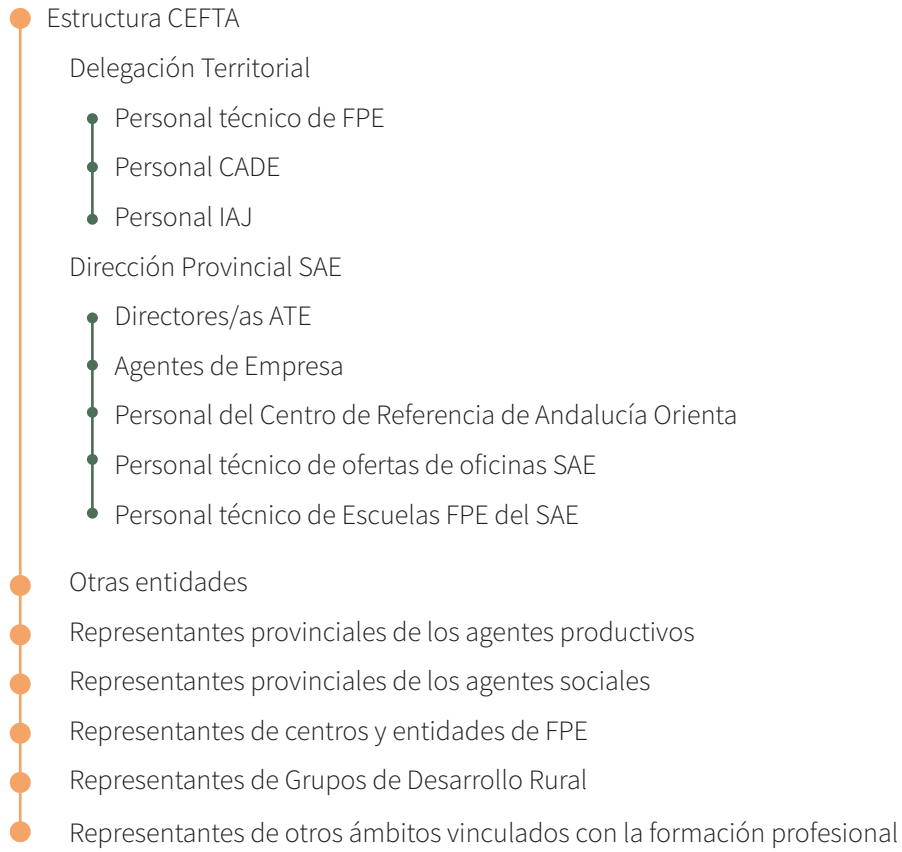 Estructura CEFTA
Delegación Territorial
Personal técnico de FPE
Personal CADE
Personal IAJ
Dirección Provincial SAE
Directores/as ATE
Agentes de Empresa
Personal del Centro de Referencia de Andalucía Orienta
Personal técnico de ofertas de oficinas SAE
Personal técnico de Escuelas FPE del SAE
Otras entidades
Representantes provinciales de los agentes productivos
Representantes provinciales de los agentes sociales
Representantes de centros y entidades de FPE
Representantes de Grupos de Desarrollo Rural
Representantes de otros ámbitos vinculados con la formación profesional